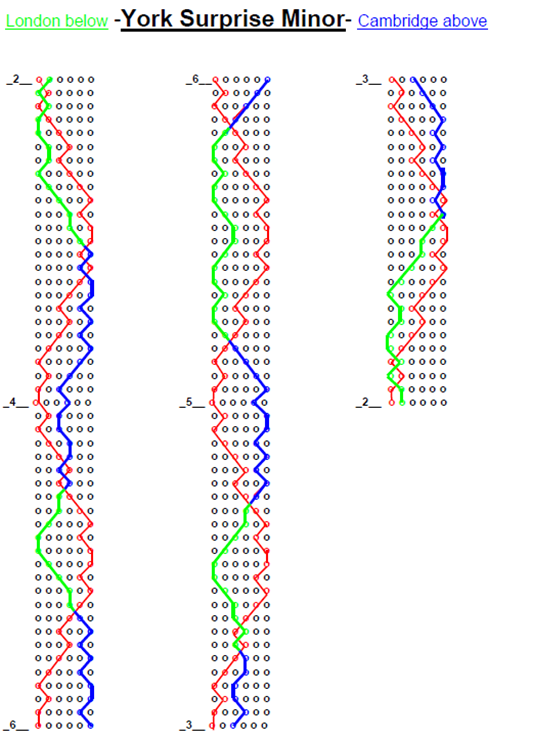 London below -York Surprise Minor- Cambridge above
_2__ _6__ _3__
_4__ _5__ _2__
_6__ _3__